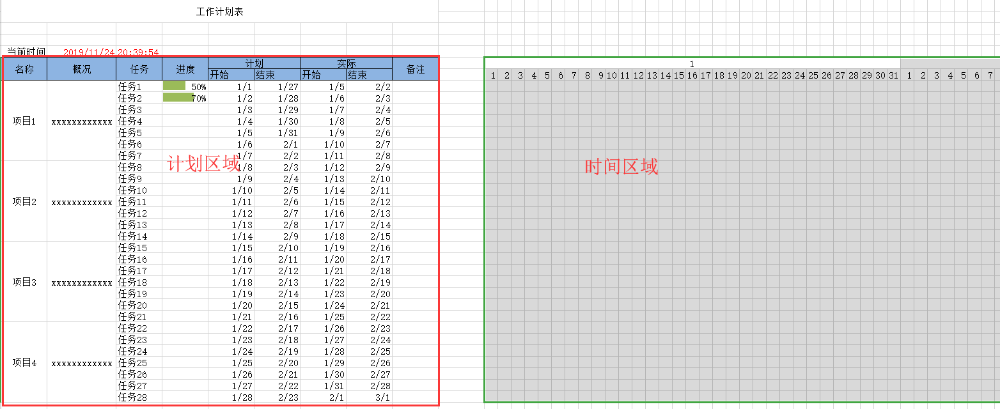 工作计划表
当前时间 2019/11/24 20:39:54
名称 概况 任务 进度 计划 实际 备注
开始 结束 开始 结束
1
1 2 3 4 5 6 7 8 9 10 11 12 13 14 15 16 17 18 19 20 21 22 23 24 25 26 27 28 29 30 31 1 2 3 4 5 6 7
任务1 50% 1/1 1/27 1/5 2/2
任务2 70% 1/2 1/28 1/6 2/3
任务3 1/3 1/29 1/7 2/4
项目1 xxxxxxxxxxxx 任务4 1/4 1/30 1/8 2/5
任务5 1/5 1/31 1/9 2/6
任务6 1/6 2/1 1/10 2/7
任务7 1/7 2/2 1/11 2/8
计划区域
时间区域
任务8 1/8 2/3 1/12 2/9
任务9 1/9 2/4 1/13 2/10
任务10 1/10 2/5 1/14 2/11
项目2 xxxxxxxxxxxx 任务11 1/11 2/6 1/15 2/12
任务12 1/12 2/7 1/16 2/13
任务13 1/13 2/8 1/17 2/14
任务14 1/14 2/9 1/18 2/15
任务15 1/15 2/10 1/19 2/16
任务16 1/16 2/11 1/20 2/17
任务17 1/17 2/12 1/21 2/18
项目3 xxxxxxxxxxxx 任务18 1/18 2/13 1/22 2/19
任务19 1/19 2/14 1/23 2/20
任务20 1/20 2/15 1/24 2/21
任务21 1/21 2/16 1/25 2/22
任务22 1/22 2/17 1/26 2/23
任务23 1/23 2/18 1/27 2/24
任务24 1/24 2/19 1/28 2/25
项目4 xxxxxxxxxxxx 任务25 1/25 2/20 1/29 2/26
任务26 1/26 2/21 1/30 2/27
任务27 1/27 2/22 1/31 2/28
任务28 1/28 2/23 2/1 3/1